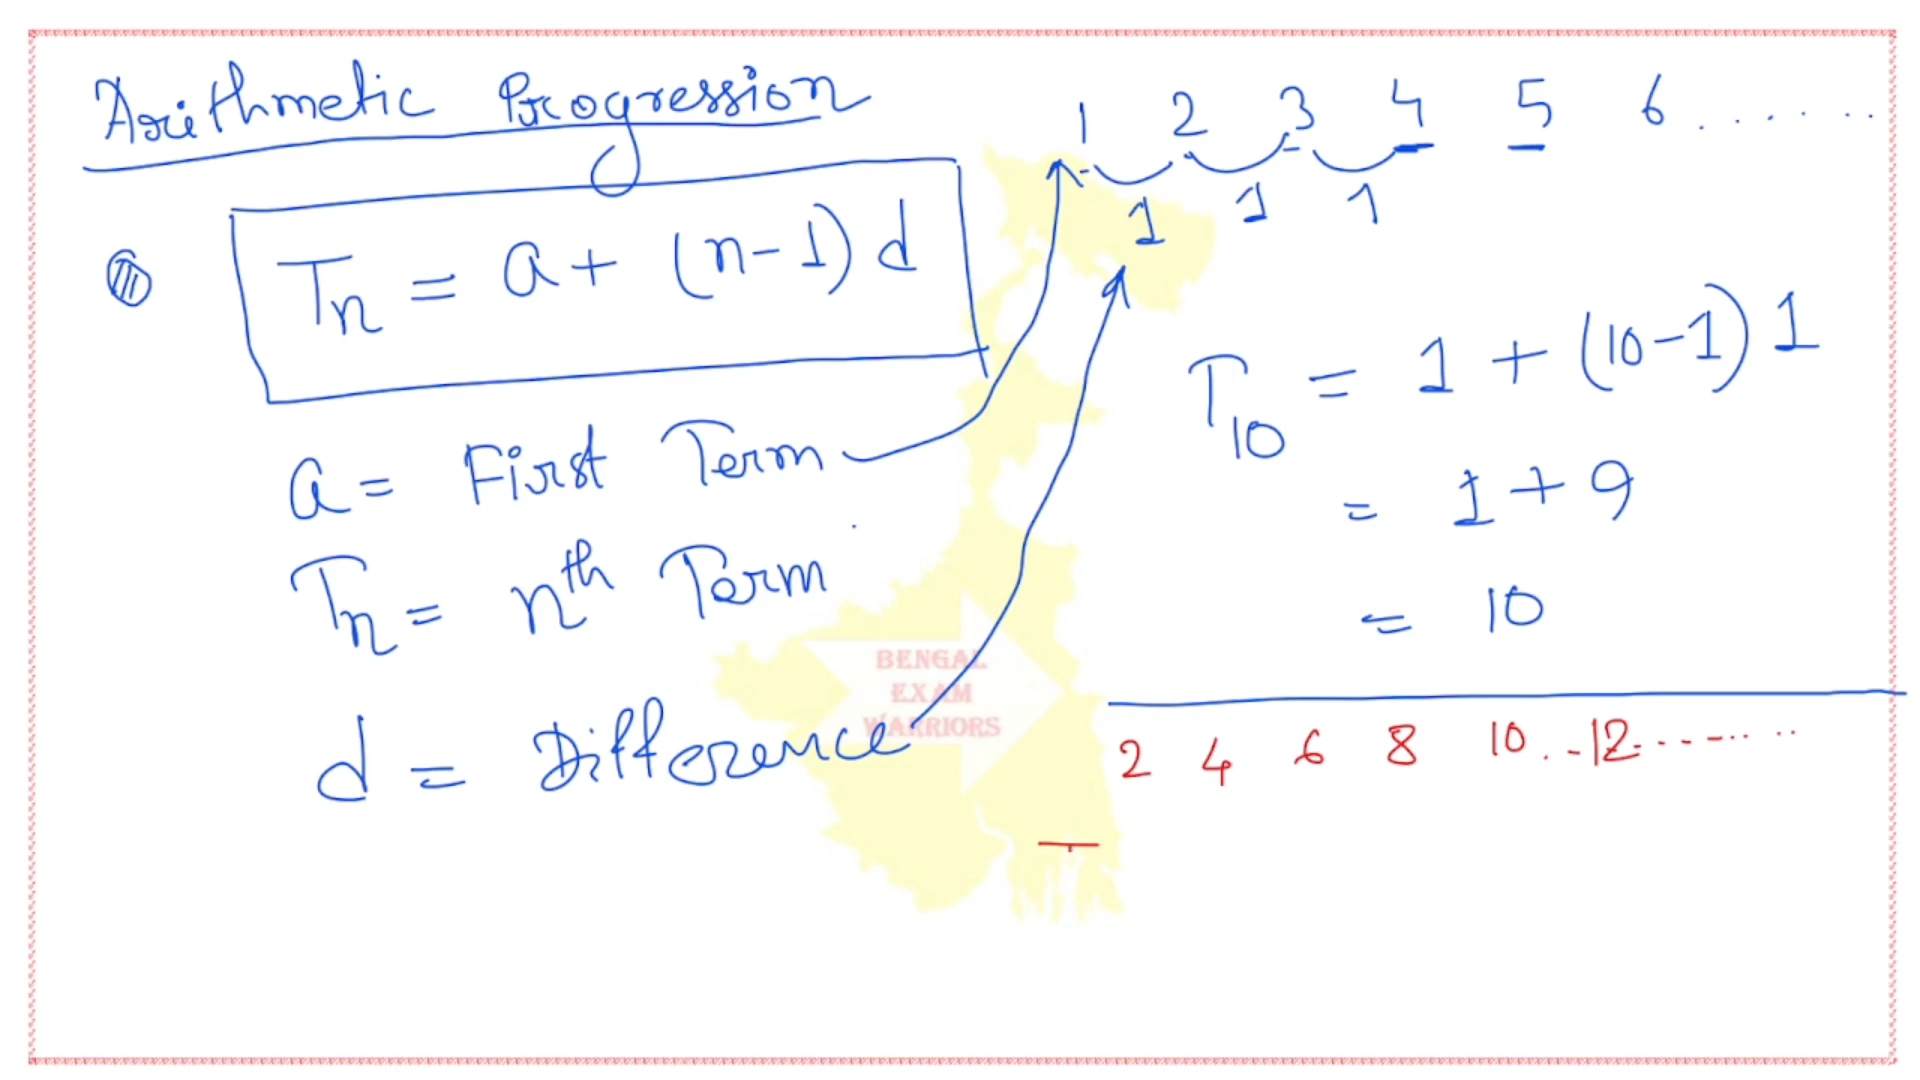 Arithmetic Progression
Tn = a + (n-1) d
a = First Term
Tn = nth Term
d = Difference
1 2 3 4 5 6 . . . . . .
1 1 1
T10 = 1 + (10-1) 1
= 1 + 9
= 10
2 4 6 8 10 . . 12 . . . . . . . .
BENGAL
EXAM
WARRIORS